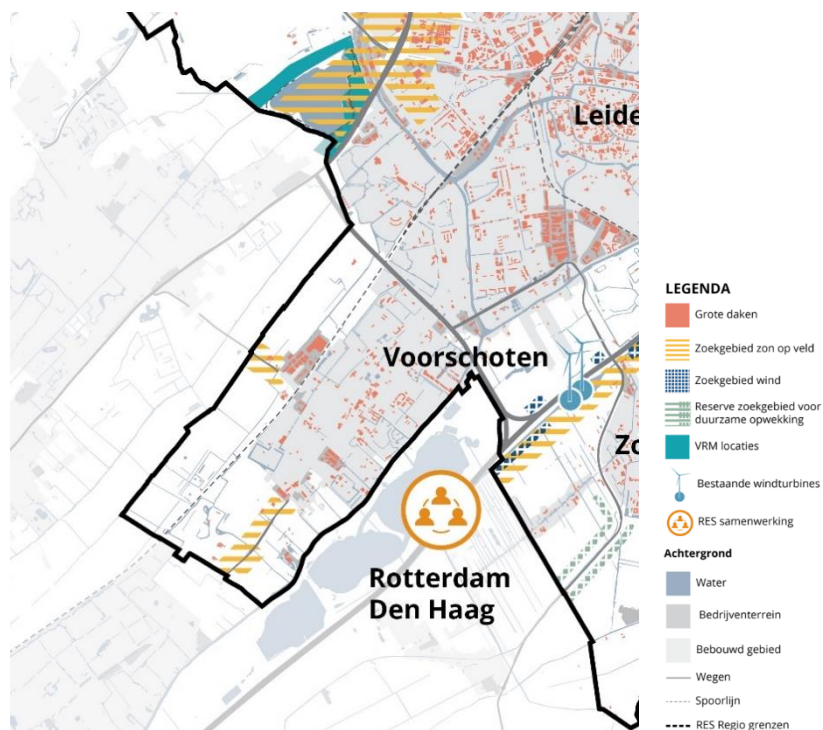 Leide
Voorschoten
Zo
Rotterdam
Den Haag
LEGENDA
Grote daken
Zoekgebied zon op veld
Zoekgebied wind
Reserve zoekgebied voor
duurzame opwekking
VRM locaties
Bestaande windturbines
RES samenwerking
Achtergrond
Water
Bedrijventerrein
Bebouwd gebied
Wegen
Spoorlijn
RES Regio grenzen